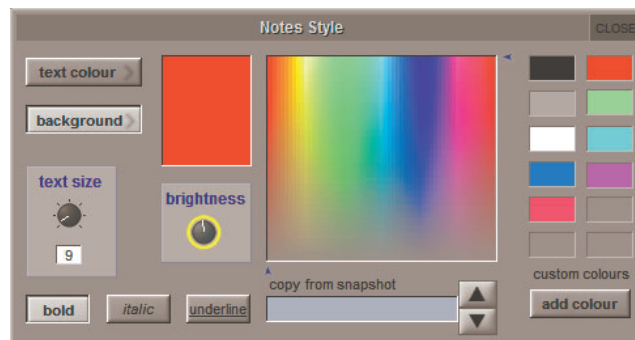 Notes Style
CLOSE
text colour
background
text size
9
brightness
bold
italic
underline
copy from snapshot
custom colours
add colour